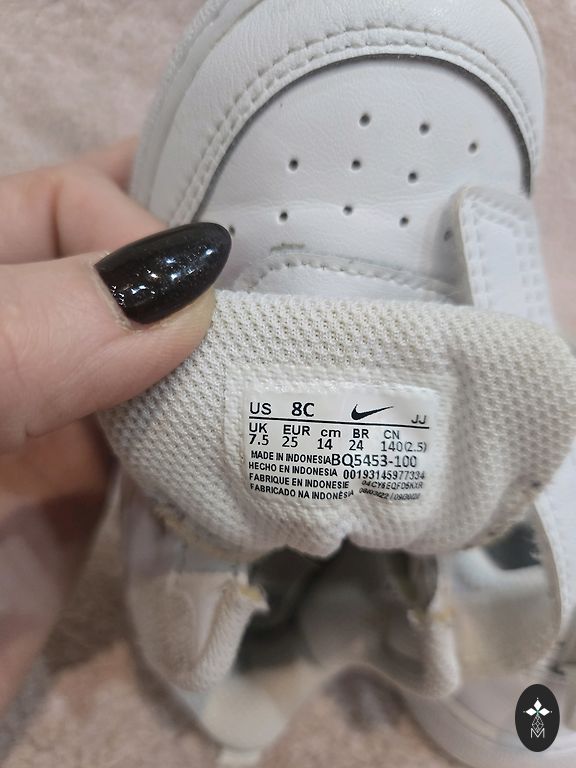 US 8C JJ
UK EUR cm BR CN
7.5 25 14 24 140(2.5)
MADE IN INDONESIA BQ5453-100
HECHO EN INDONESIA 00193145977334
FABRIQUE EN INDONESIE
FABRICADO NA INDONÉSIA
M